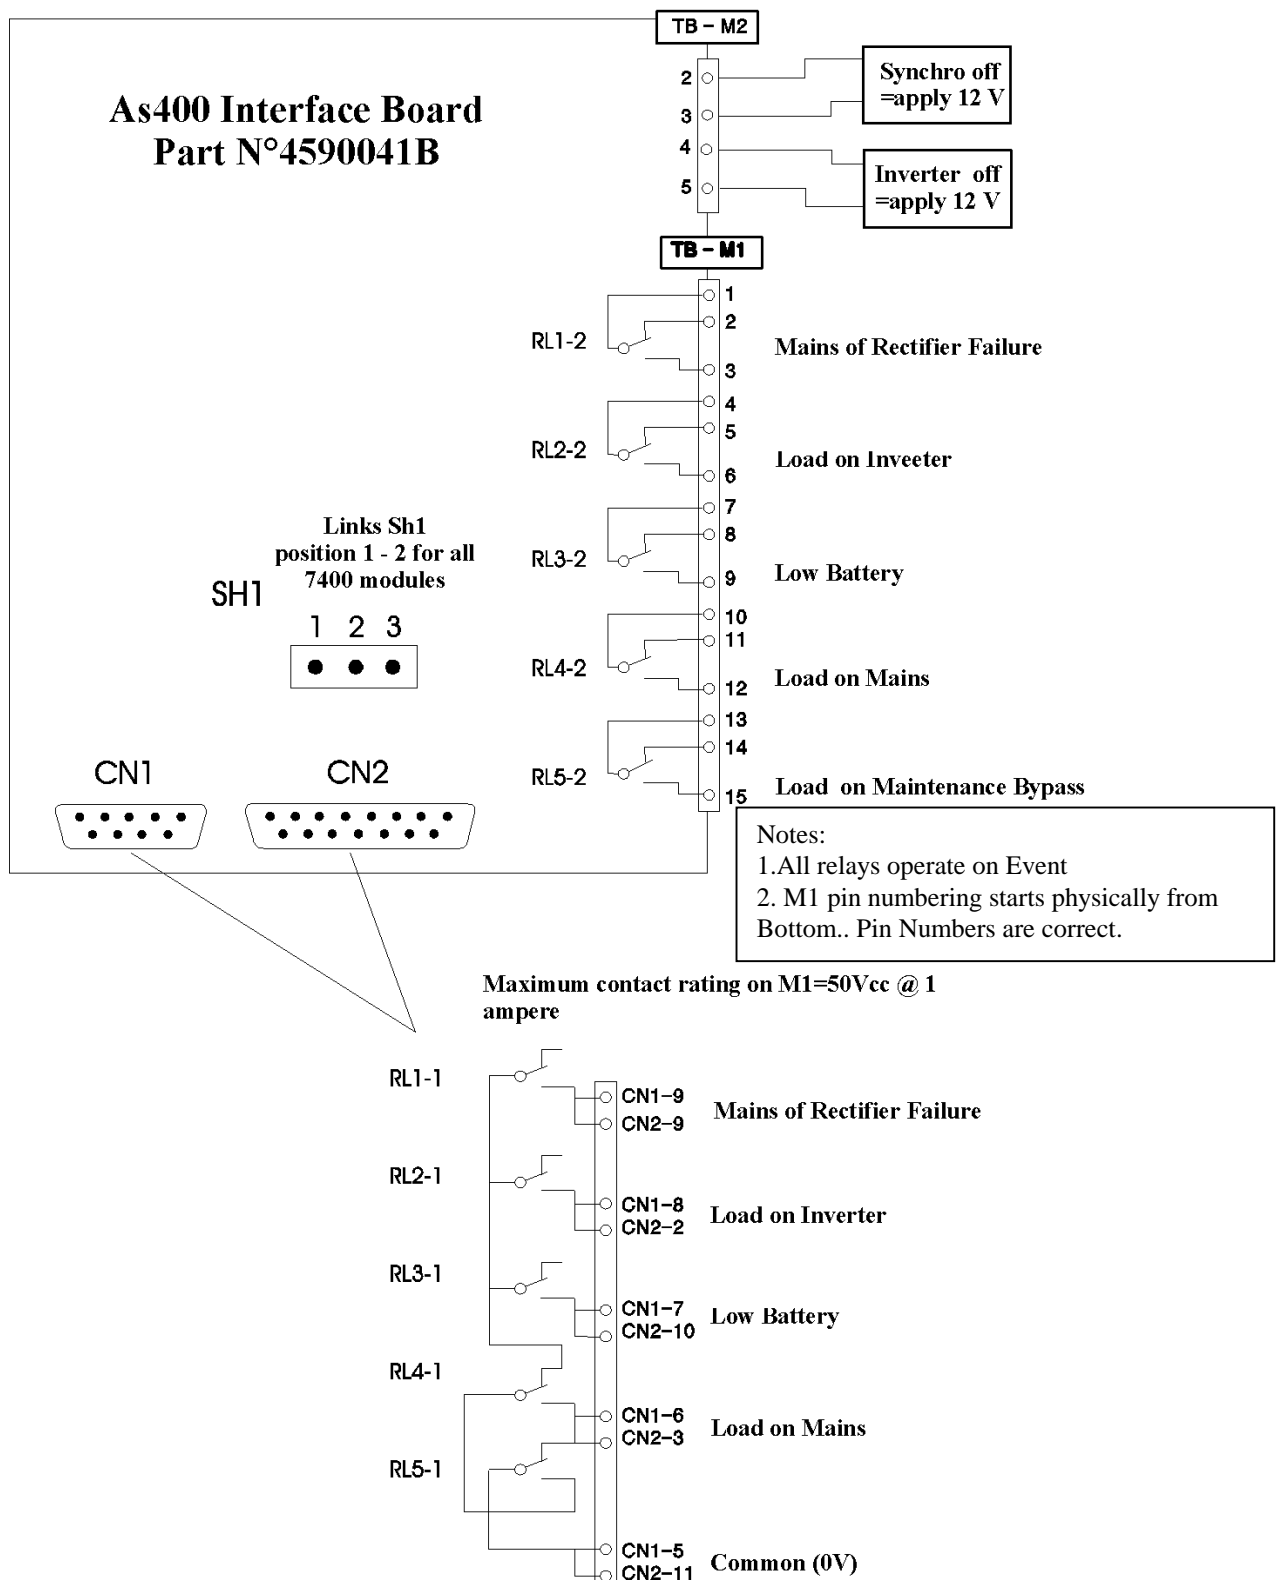 TB - M2
As400 Interface Board
Part N°4590041B
2
3
4
5
Synchro off
=apply 12 V
Inverter off
=apply 12 V
TB - M1
RL1-2
1
2
3
Mains of Rectifier Failure
RL2-2
4
5
6
Load on Inveeter
RL3-2
7
8
9
Low Battery
RL4-2
10
11
12
Load on Mains
RL5-2
13
14
15
Load on Maintenance Bypass
Links Sh1
position 1 - 2 for all
7400 modules
SH1
1 2 3
CN1
CN2
Notes:
1.All relays operate on Event
2. M1 pin numbering starts physically from
Bottom.. Pin Numbers are correct.
Maximum contact rating on M1=50Vcc @ 1
ampere
RL1-1
CN1-9
CN2-9
Mains of Rectifier Failure
RL2-1
CN1-8
CN2-2
Load on Inverter
RL3-1
CN1-7
CN2-10
Low Battery
RL4-1
CN1-6
CN2-3
Load on Mains
RL5-1
CN1-5
CN2-11
Common (0V)